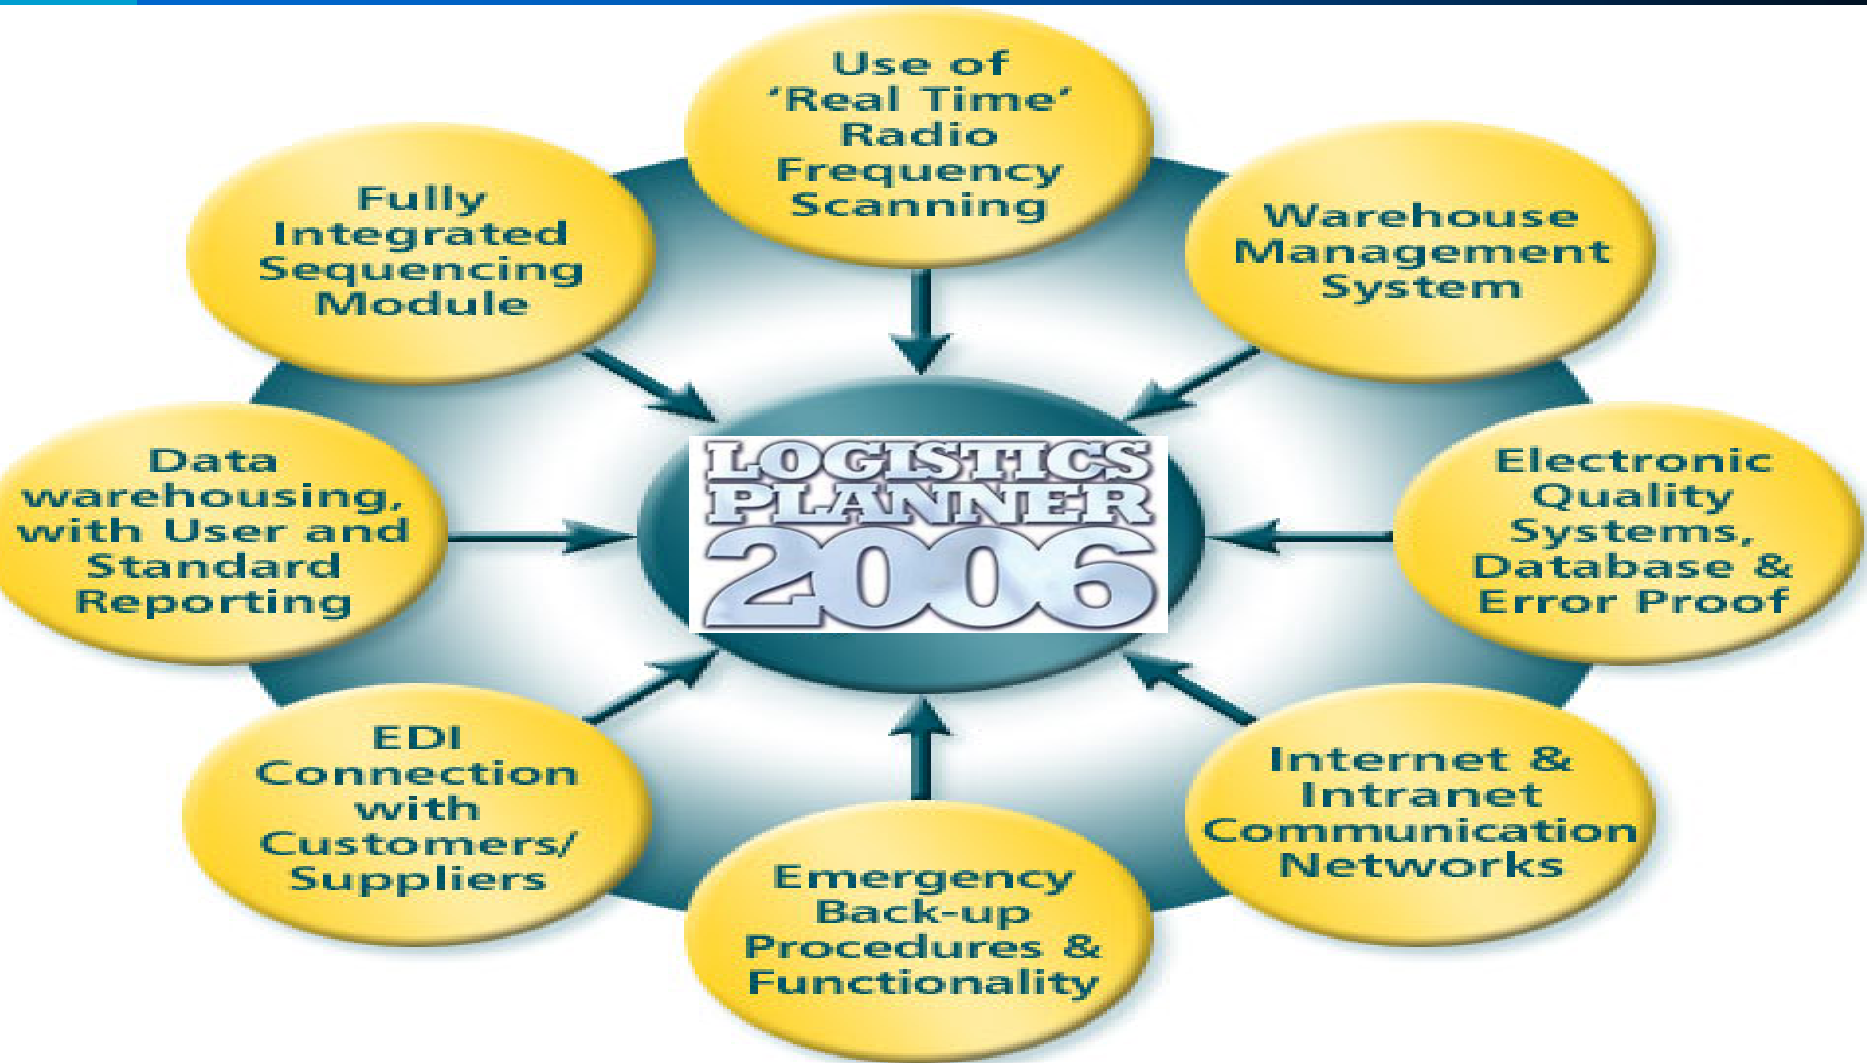 Use of
‘Real Time‘
Radio
Frequency
Scanning
Warehouse
Management
System
Electronic
Quality
Systems,
Database &
Error Proof
Internet &
Intranet
Communication
Networks
Emergency
Back-up
Procedures &
Functionality
EDI
Connection
with
Customers/
Suppliers
Data
warehousing,
with User and
Standard
Reporting
Fully
Integrated
Sequencing
Module
LOGISTICS
PLANNER
2006